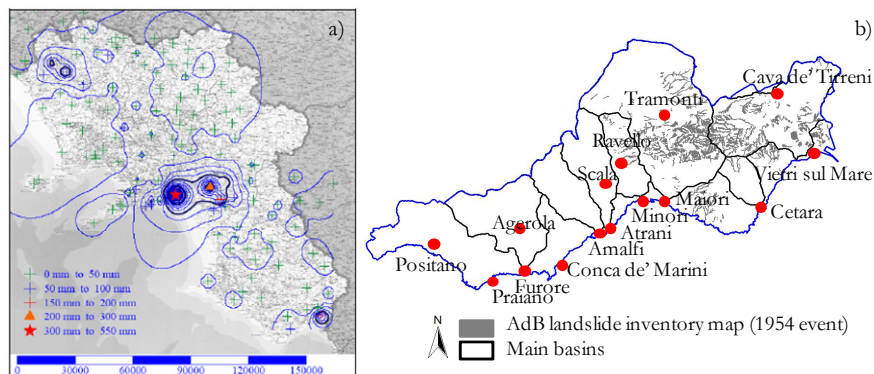 a)
0 mm to 50 mm
50 mm to 100 mm
150 mm to 200 mm
200 mm to 300 mm
300 mm to 550 mm
0 30000 60000 90000 120000 150000
b)
Cava de' Tirreni
Tramonti
Ravello
Scala
Vietri sul Mare
Maiori
Minori
Cetara
Agerola
Atrani
Amalfi
Positano
Conca de' Marini
Furore
Praiano
N
AdB landslide inventory map (1954 event)
Main basins